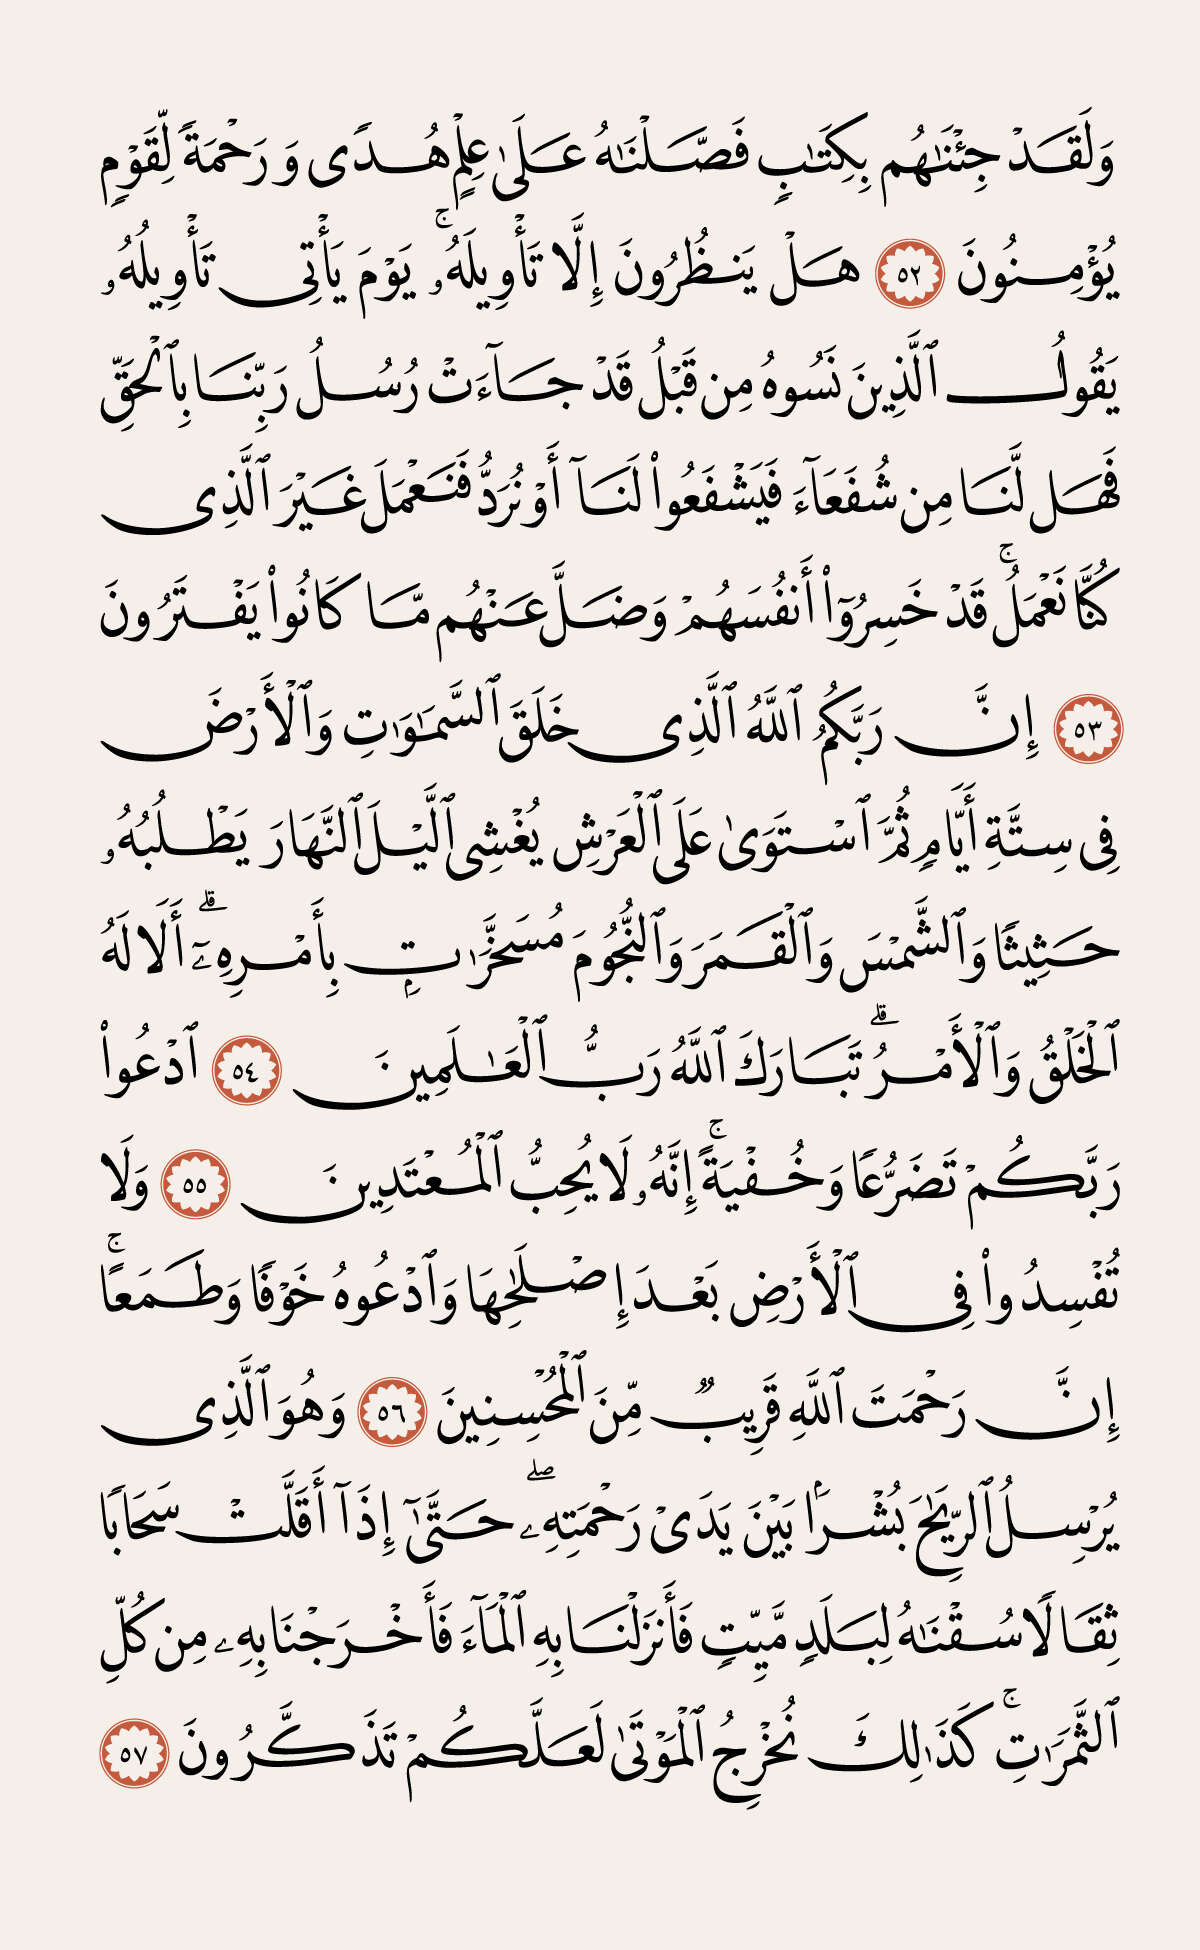 وَلَقَدْ جِئْنَٰهُم بِكِتَٰبٍ فَصَّلْنَٰهُ عَلَىٰ عِلْمٍ هُدًى وَرَحْمَةً لِّقَوْمٍ
يُؤْمِنُونَ ٥٢ هَلْ يَنظُرُونَ إِلَّا تَأْوِيلَهُۥ ۚ يَوْمَ يَأْتِى تَأْوِيلُهُۥ
يَقُولُ ٱلَّذِينَ نَسُوهُ مِن قَبْلُ قَدْ جَآءَتْ رُسُلُ رَبِّنَا بِٱلْحَقِّ
فَهَل لَّنَا مِن شُفَعَآءَ فَيَشْفَعُوا۟ لَنَآ أَوْ نُرَدُّ فَنَعْمَلَ غَيْرَ ٱلَّذِى
كُنَّا نَعْمَلُ ۚ قَدْ خَسِرُوٓا۟ أَنفُسَهُمْ وَضَلَّ عَنْهُم مَّا كَانُوا۟ يَفْتَرُونَ
٥٣ إِنَّ رَبَّكُمُ ٱللَّهُ ٱلَّذِى خَلَقَ ٱلسَّمَٰوَٰتِ وَٱلْأَرْضَ
فِى سِتَّةِ أَيَّامٍ ثُمَّ ٱسْتَوَىٰ عَلَى ٱلْعَرْشِ يُغْشِى ٱلَّيْلَ ٱلنَّهَارَ يَطْلُبُهُۥ
حَثِيثًا وَٱلشَّمْسَ وَٱلْقَمَرَ وَٱلنُّجُومَ مُسَخَّرَٰتٍۭ بِأَمْرِهِۦٓ ۗ أَلَا لَهُ
ٱلْخَلْقُ وَٱلْأَمْرُ ۗ تَبَارَكَ ٱللَّهُ رَبُّ ٱلْعَٰلَمِينَ ٥٤ ٱدْعُوا۟
رَبَّكُمْ تَضَرُّعًا وَخُفْيَةً ۚ إِنَّهُۥ لَا يُحِبُّ ٱلْمُعْتَدِينَ ٥٥ وَلَا
تُفْسِدُوا۟ فِى ٱلْأَرْضِ بَعْدَ إِصْلَٰحِهَا وَٱدْعُوهُ خَوْفًا وَطَمَعًا ۚ
إِنَّ رَحْمَتَ ٱللَّهِ قَرِيبٌ مِّنَ ٱلْمُحْسِنِينَ ٥٦ وَهُوَ ٱلَّذِى
يُرْسِلُ ٱلرِّيَٰحَ بُشْرًۢا بَيْنَ يَدَىْ رَحْمَتِهِۦ ۖ حَتَّىٰٓ إِذَآ أَقَلَّتْ سَحَابًا
ثِقَالًا سُقْنَٰهُ لِبَلَدٍ مَّيِّتٍ فَأَنزَلْنَا بِهِ ٱلْمَآءَ فَأَخْرَجْنَا بِهِۦ مِن كُلِّ
ٱلثَّمَرَٰتِ ۚ كَذَٰلِكَ نُخْرِجُ ٱلْمَوْتَىٰ لَعَلَّكُمْ تَذَكَّرُونَ ٥٧